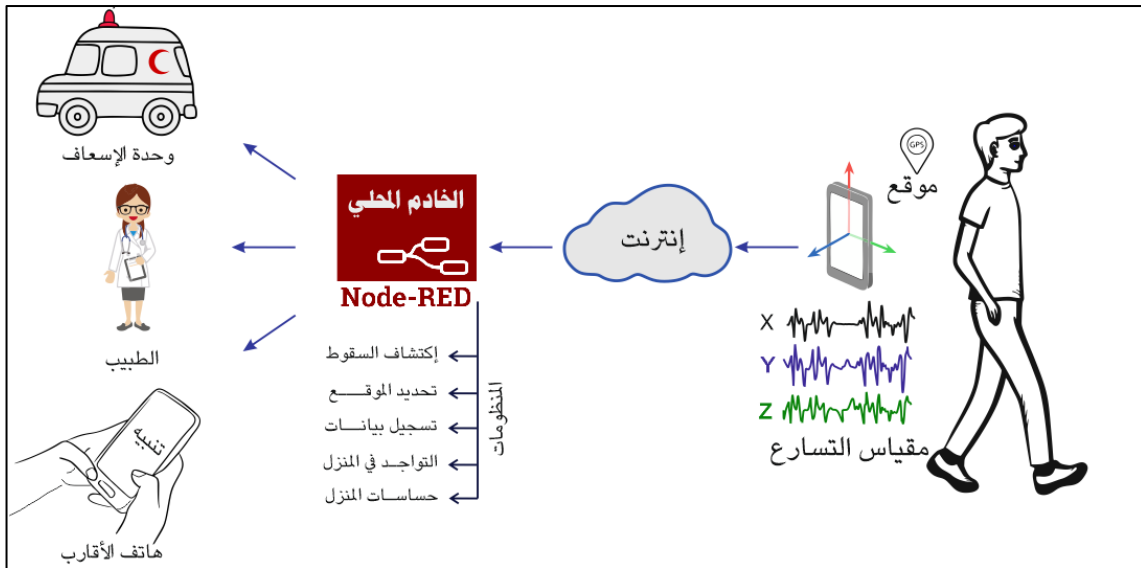 GPS
موقع
X
Y
Z
مقياس التسارع
إنترنت
الخادم المحلي
Node-RED
المنظومات
إكتشاف السقوط
تحديد الموقـــــع
تسجيل بيانـــات
التواجـد في المنزل
حساسـات المنزل
وحدة الإسعاف
الطبيب
تنبيه
هاتف الأقارب